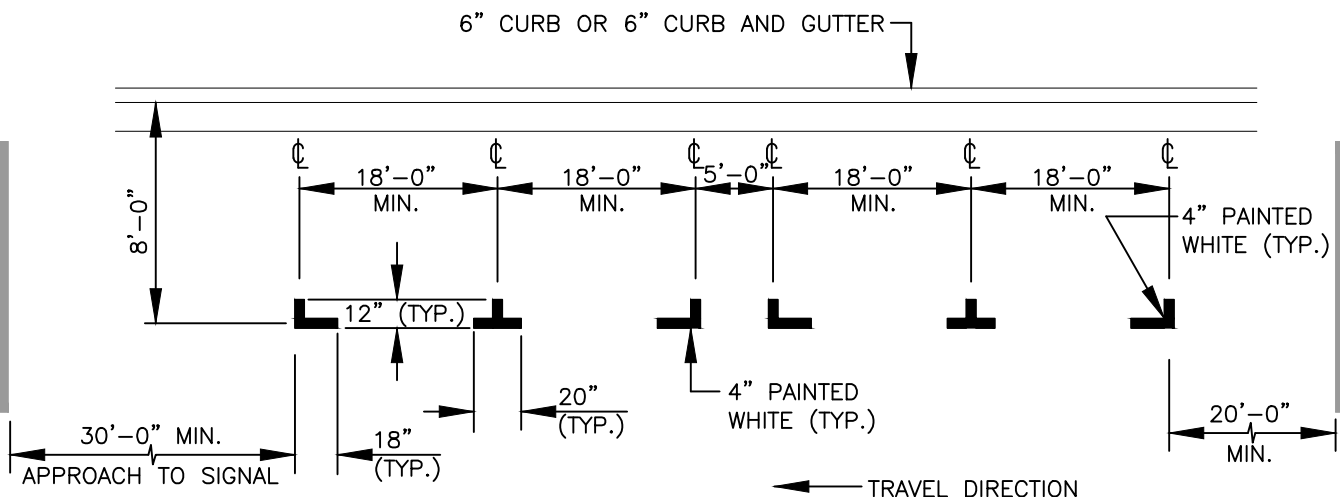 6" CURB OR 6" CURB AND GUTTER
℄ ℄ ℄ ℄ ℄ ℄
18'-0" 18'-0" 5'-0" 18'-0" 18'-0"
MIN. MIN. MIN. MIN.
8'-0"
4" PAINTED
WHITE (TYP.)
12" (TYP.)
4" PAINTED
WHITE (TYP.)
20"
(TYP.)
18"
(TYP.)
30'-0" MIN.
APPROACH TO SIGNAL
20'-0"
MIN.
TRAVEL DIRECTION